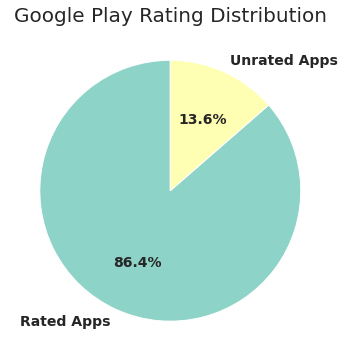 Google Play Rating Distribution
Unrated Apps
13.6%
86.4%
Rated Apps